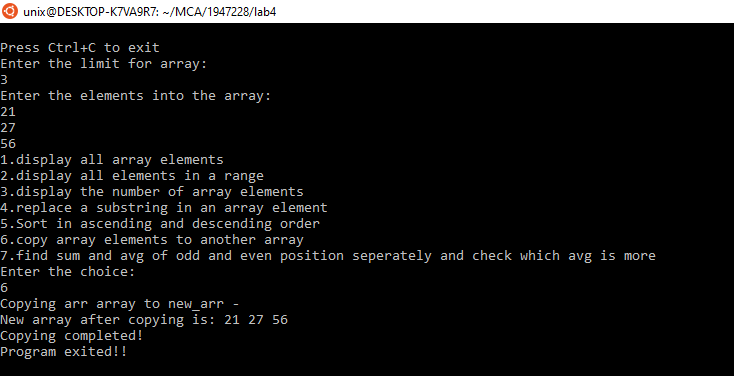 unix@DESKTOP-K7VA9R7: ~/MCA/1947228/lab4
Press Ctrl+C to exit
Enter the limit for array:
3
Enter the elements into the array:
21
27
56
1.display all array elements
2.display all elements in a range
3.display the number of array elements
4.replace a substring in an array element
5.Sort in ascending and descending order
6.copy array elements to another array
7.find sum and avg of odd and even position seperately and check which avg is more
Enter the choice:
6
Copying arr array to new_arr -
New array after copying is: 21 27 56
Copying completed!
Program exited!!